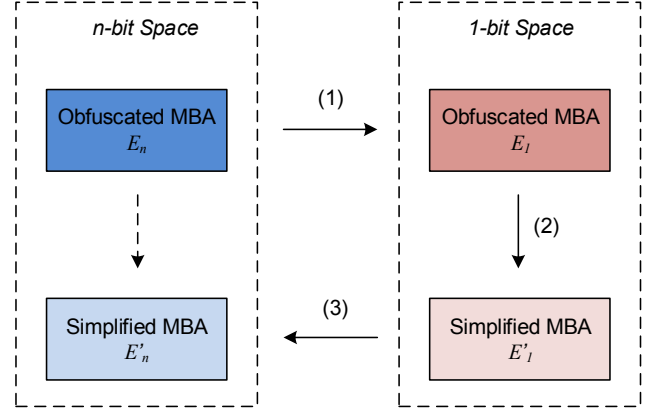 n-bit Space
1-bit Space
Obfuscated MBA
Eₙ
(1)
Obfuscated MBA
E₁
(2)
Simplified MBA
E'ₙ
(3)
Simplified MBA
E'₁